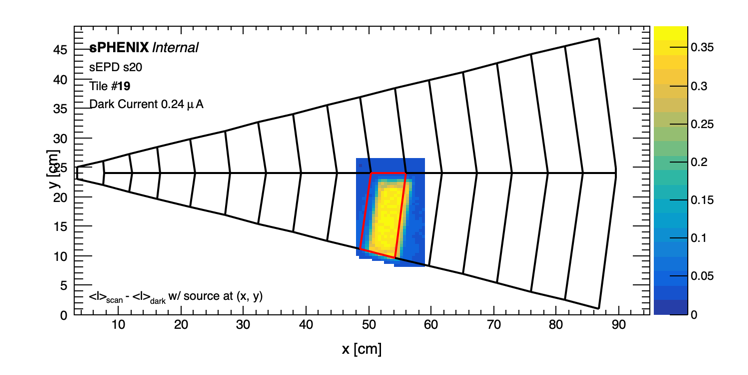 sPHENIX Internal
sEPD s20
Tile #19
Dark Current 0.24 μA
<I>scan - <I>dark w/ source at (x, y)
y [cm]
45
40
35
30
25
20
15
10
5
0
10 20 30 40 50 60 70 80 90
x [cm]
0.35
0.3
0.25
0.2
0.15
0.1
0.05
0